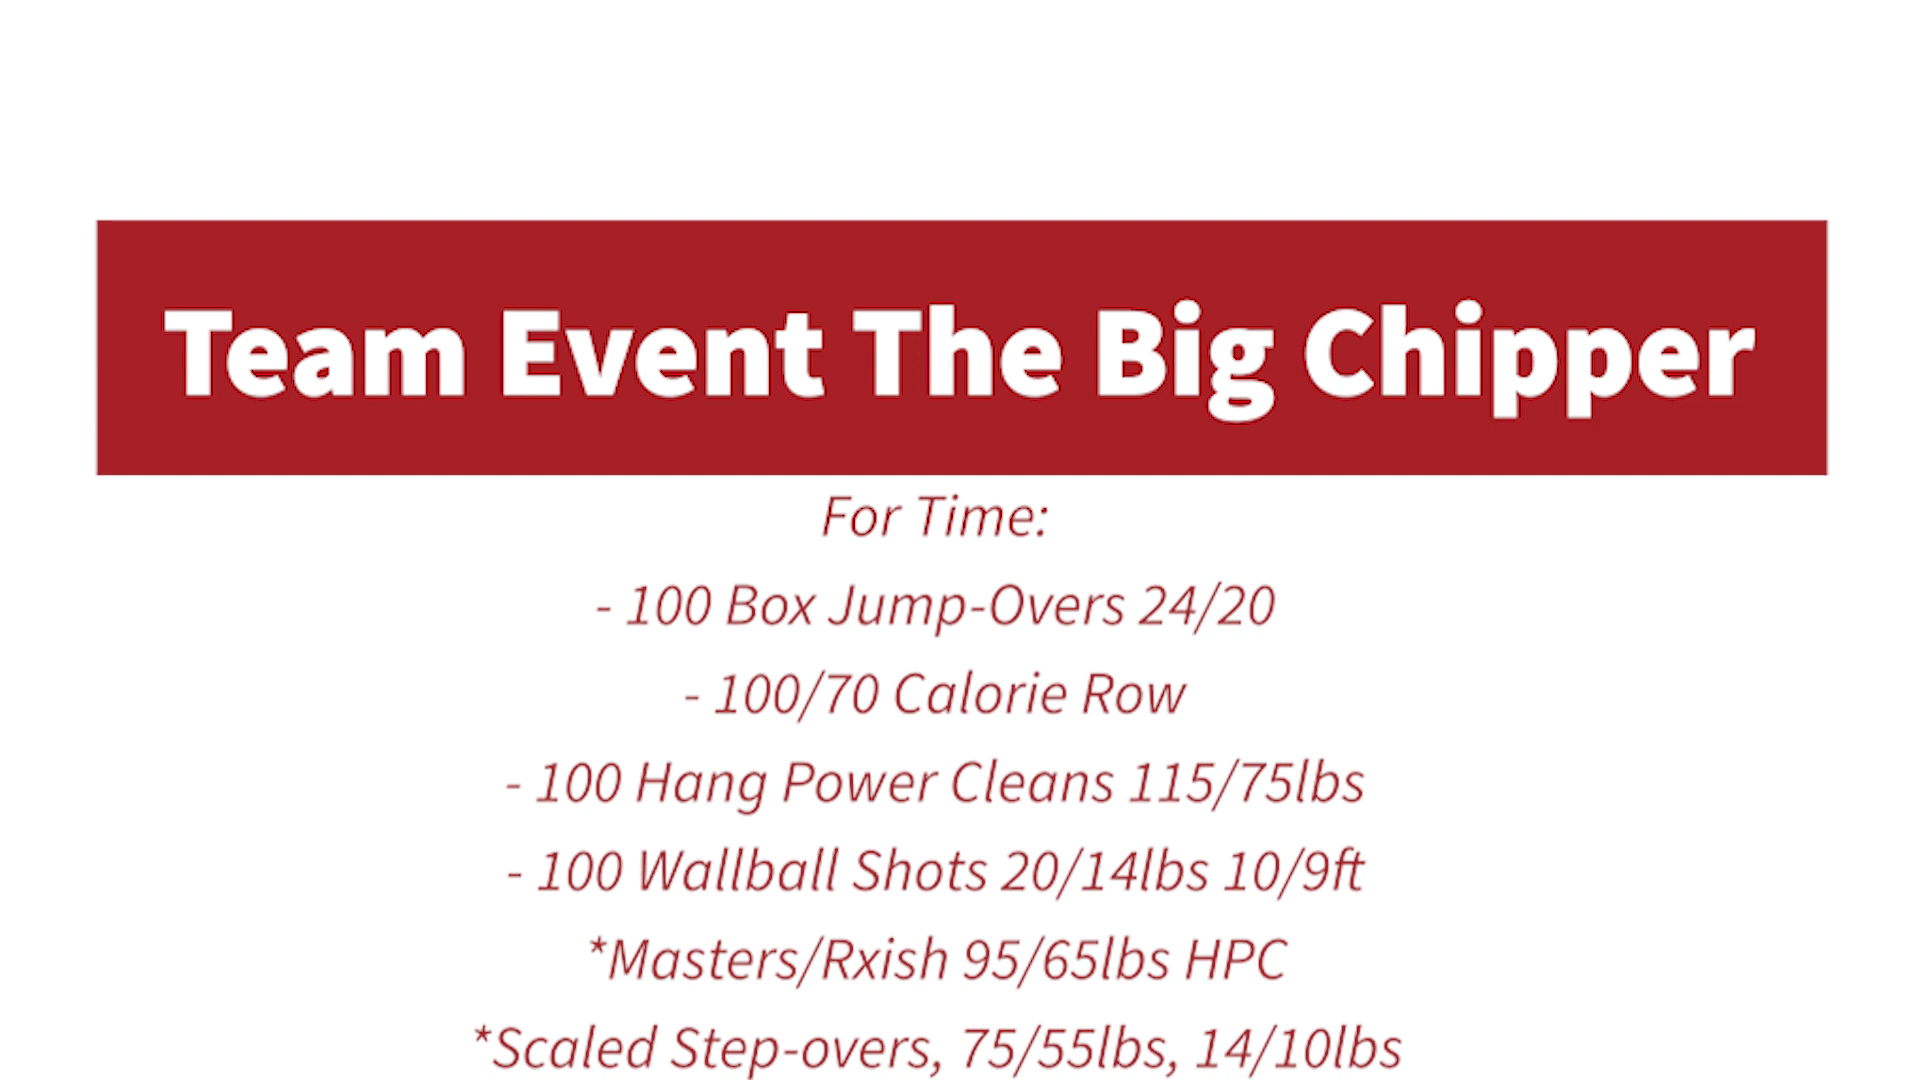 Team Event The Big Chipper
For Time:
- 100 Box Jump-Overs 24/20
- 100/70 Calorie Row
- 100 Hang Power Cleans 115/75lbs
- 100 Wallball Shots 20/14lbs 10/9ft
*Masters/Rxish 95/65lbs HPC
*Scaled Step-overs, 75/55lbs, 14/10lbs